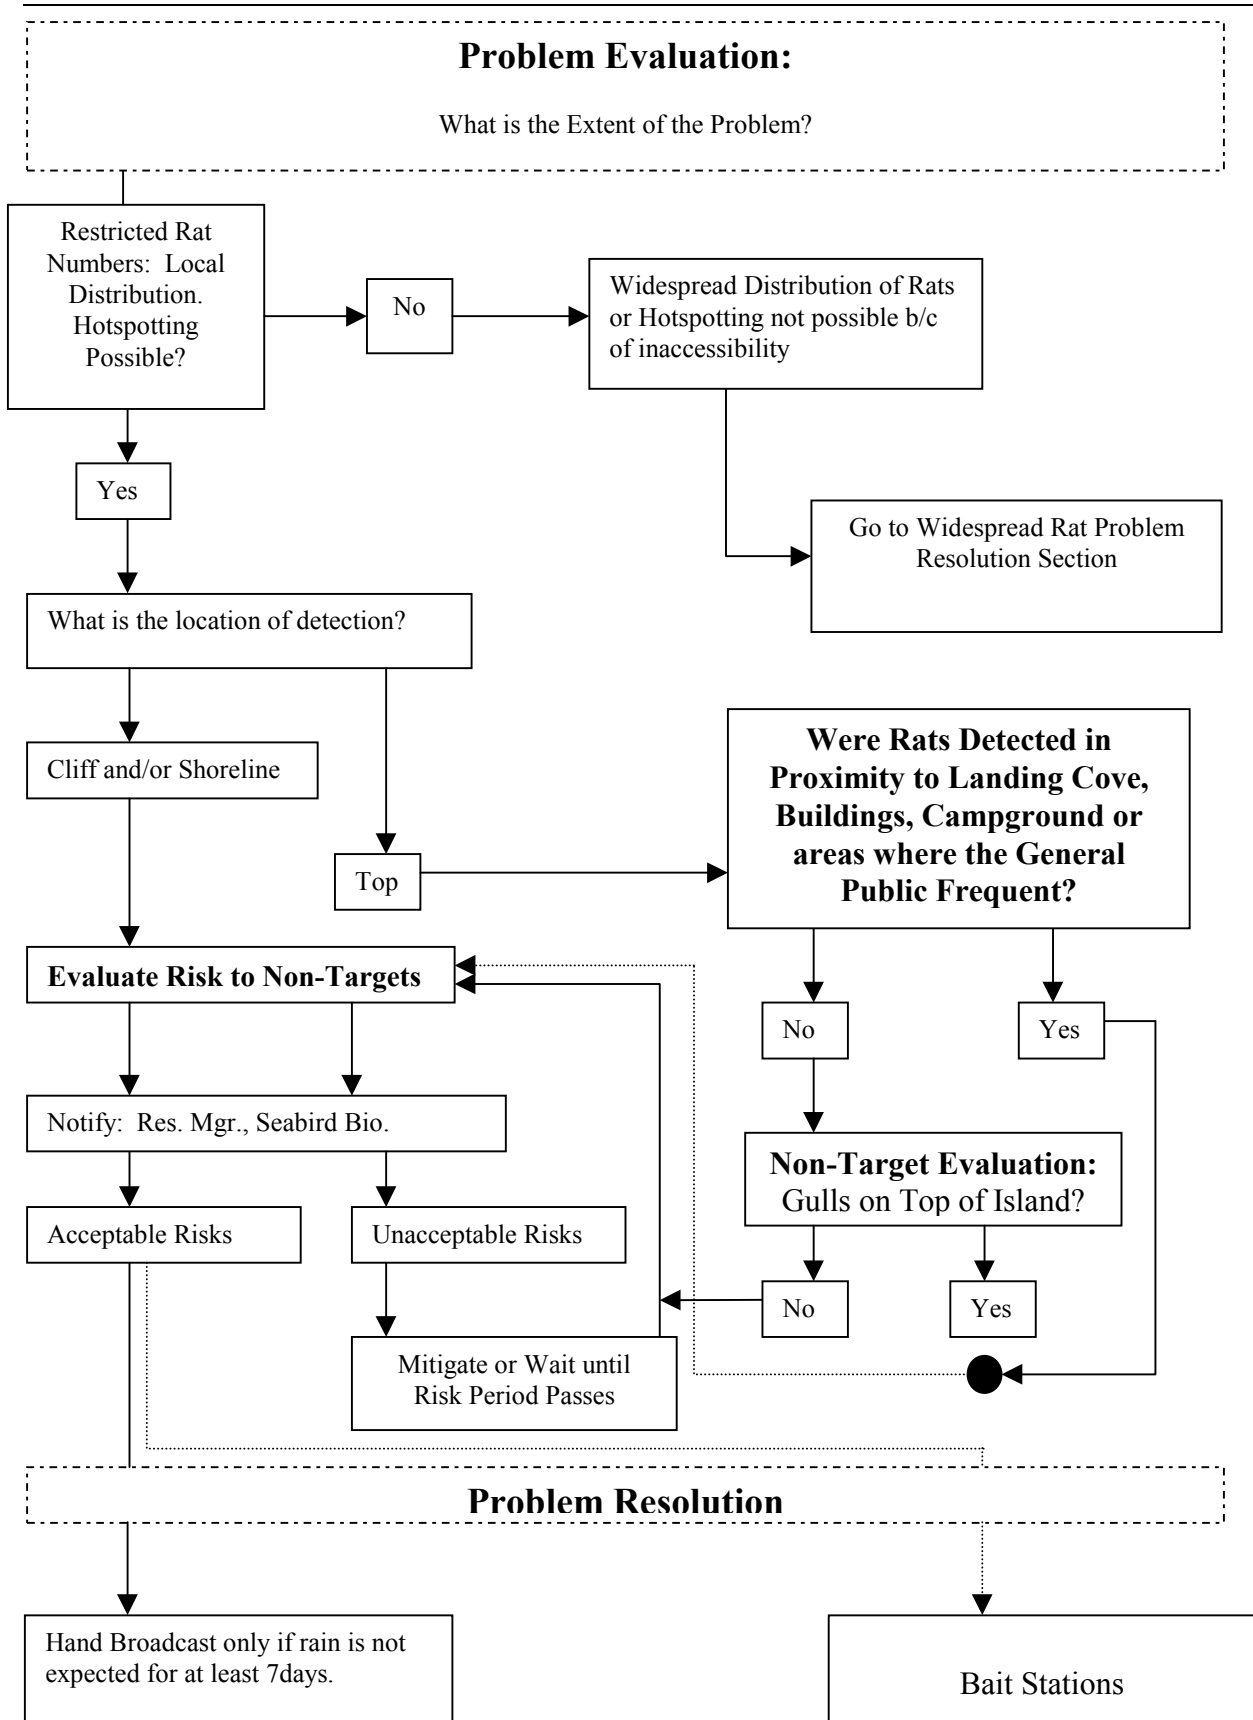 Problem Evaluation:
What is the Extent of the Problem?
Restricted Rat
Numbers:  Local
Distribution.
Hotspotting
Possible?
No
Widespread Distribution of Rats
or Hotspotting not possible b/c
of inaccessibility
Yes
Go to Widespread Rat Problem
Resolution Section
What is the location of detection?
Cliff and/or Shoreline
Top
Were Rats Detected in
Proximity to Landing Cove,
Buildings, Campground or
areas where the General
Public Frequent?
Evaluate Risk to Non-Targets
No
Yes
Notify:  Res. Mgr., Seabird Bio.
Non-Target Evaluation:
Gulls on Top of Island?
Acceptable Risks
Unacceptable Risks
No
Yes
Mitigate or Wait until
Risk Period Passes
Problem Resolution
Hand Broadcast only if rain is not
expected for at least 7days.
Bait Stations